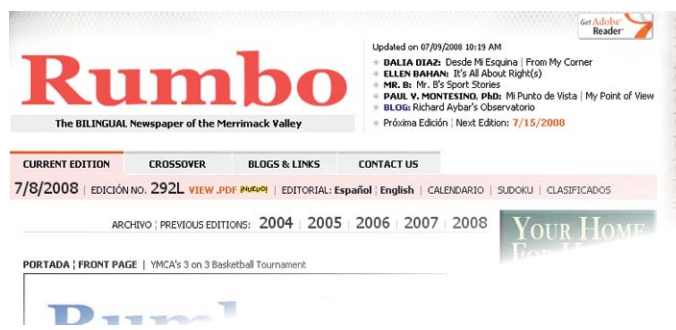 Get Adobe
Reader
Updated on 07/09/2008 10:19 AM
Rumbo
The BILINGUAL Newspaper of the Merrimack Valley
DALIA DIAZ: Desde Mi Esquina | From My Corner
ELLEN BAHAN: It's All About Right(s)
MR. B: Mr. B's Sport Stories
PAUL V. MONTESINO, PhD: Mi Punto de Vista | My Point of View
BLOG: Richard Aybar's Observatorio
Próxima Edición | Next Edition: 7/15/2008
CURRENT EDITION CROSSOVER BLOGS & LINKS CONTACT US
7/8/2008 | EDICIÓN NO. 292L VIEW .PDF ¡NUEVO! | EDITORIAL: Español | English | CALENDARIO | SUDOKU | CLASIFICADOS
ARCHIVO | PREVIOUS EDITIONS: 2004 | 2005 | 2006 | 2007 | 2008
YOUR HOME
PORTADA | FRONT PAGE | YMCA's 3 on 3 Basketball Tournament
Rumbo